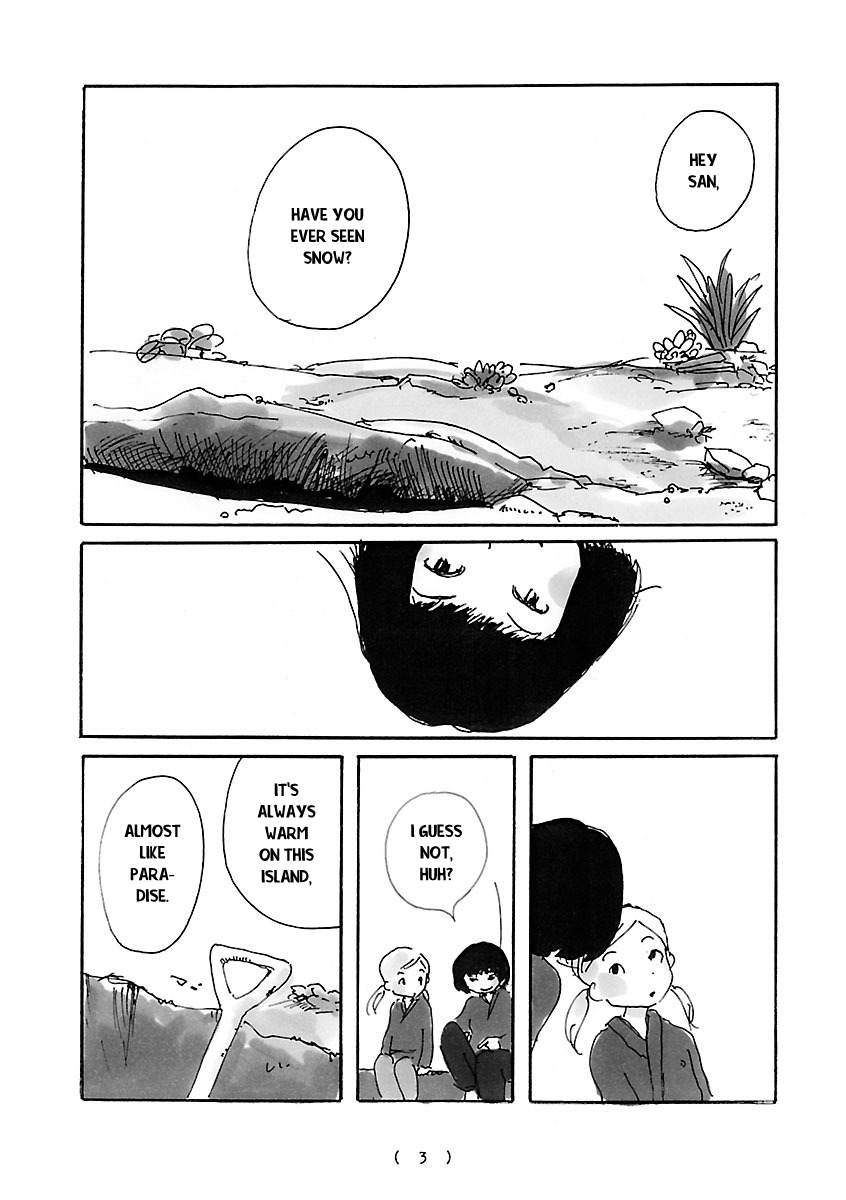 HEY
SAN,
HAVE YOU
EVER SEEN
SNOW?
I GUESS
NOT,
HUH?
IT'S
ALWAYS
WARM
ON THIS
ISLAND,
ALMOST
LIKE
PARA-
DISE.
( 3 )